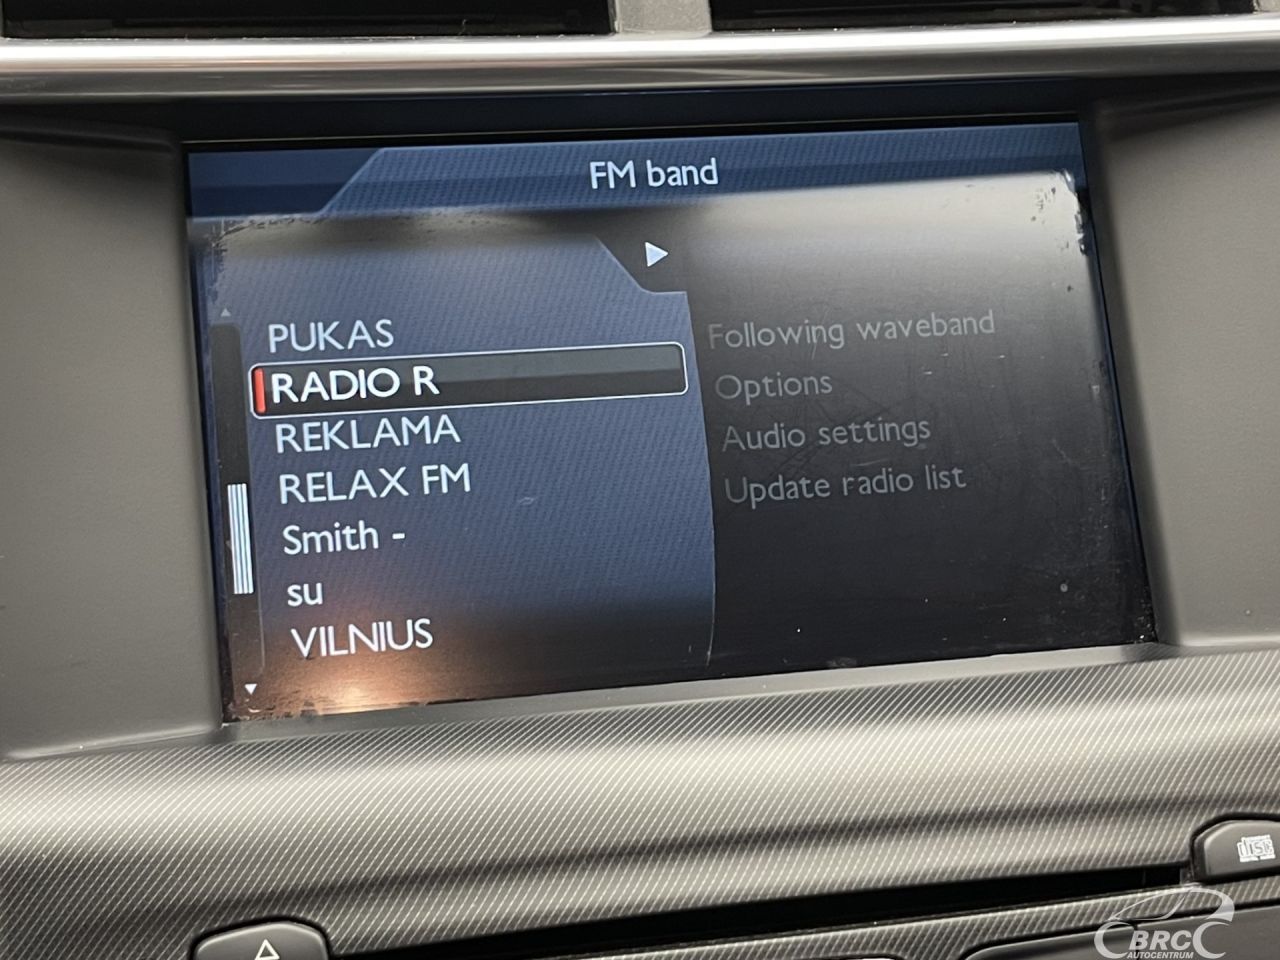 FM band
PUKAS
RADIO R
REKLAMA
RELAX FM
Smith -
su
VILNIUS
Following waveband
Options
Audio settings
Update radio list
disc
BRC
AUTOCENTRUM